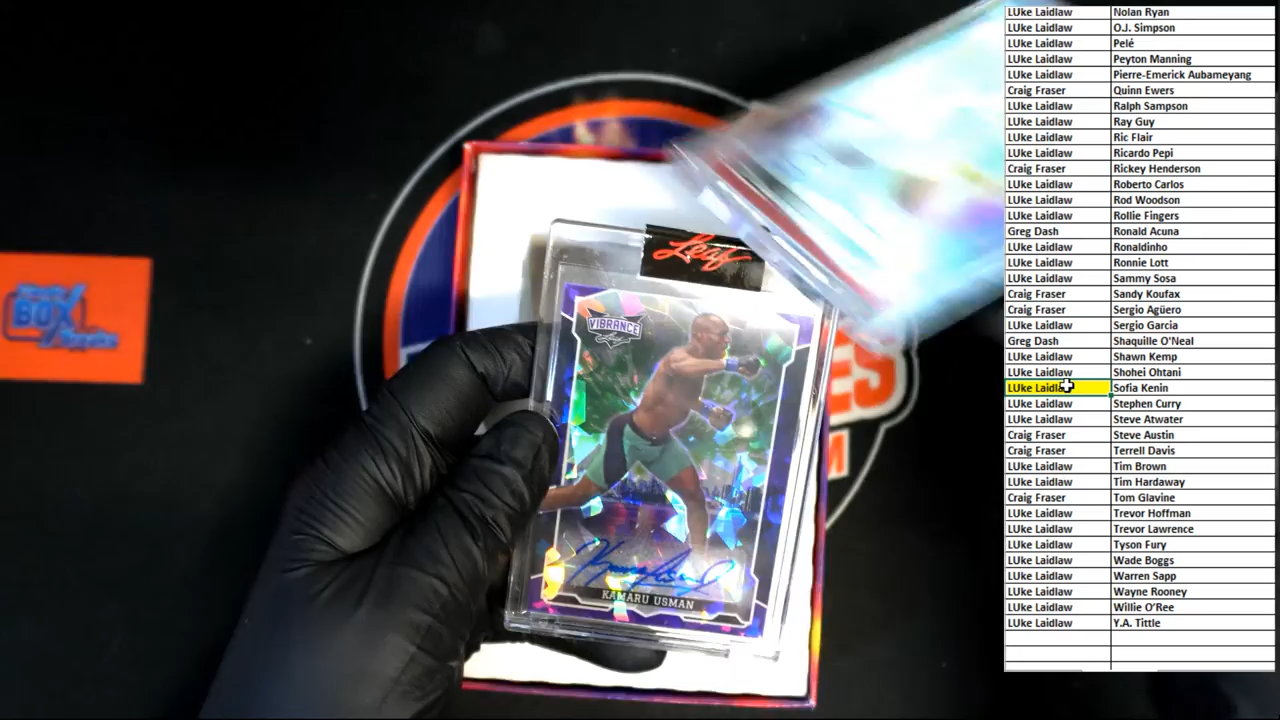 BOX
Leaf
VIBRANCE
Leaf
KAMARU USMAN
LUke Laidlaw Nolan Ryan
LUke Laidlaw O.J. Simpson
LUke Laidlaw Pelé
LUke Laidlaw Peyton Manning
LUke Laidlaw Pierre-Emerick Aubameyang
Craig Fraser Quinn Ewers
LUke Laidlaw Ralph Sampson
LUke Laidlaw Ray Guy
LUke Laidlaw Ric Flair
LUke Laidlaw Ricardo Pepi
Craig Fraser Rickey Henderson
LUke Laidlaw Roberto Carlos
LUke Laidlaw Rod Woodson
LUke Laidlaw Rollie Fingers
Greg Dash Ronald Acuna
LUke Laidlaw Ronaldinho
LUke Laidlaw Ronnie Lott
LUke Laidlaw Sammy Sosa
Craig Fraser Sandy Koufax
Craig Fraser Sergio Agüero
LUke Laidlaw Sergio Garcia
Greg Dash Shaquille O'Neal
LUke Laidlaw Shawn Kemp
LUke Laidlaw Shohei Ohtani
LUke Laidlaw Sofia Kenin
LUke Laidlaw Stephen Curry
LUke Laidlaw Steve Atwater
Craig Fraser Steve Austin
Craig Fraser Terrell Davis
LUke Laidlaw Tim Brown
LUke Laidlaw Tim Hardaway
Craig Fraser Tom Glavine
LUke Laidlaw Trevor Hoffman
LUke Laidlaw Trevor Lawrence
LUke Laidlaw Tyson Fury
LUke Laidlaw Wade Boggs
LUke Laidlaw Warren Sapp
LUke Laidlaw Wayne Rooney
LUke Laidlaw Willie O'Ree
LUke Laidlaw Y.A. Tittle